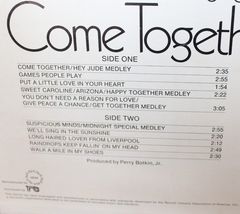 Come Togeth
SIDE ONE
COME TOGETHER/HEY JUDE MEDLEY 2:35
GAMES PEOPLE PLAY 2:55
PUT A LITTLE LOVE IN YOUR HEART 1:54
SWEET CAROLINE/ARIZONA/HAPPY TOGETHER MEDLEY 2:22
YOU DON'T NEED A REASON FOR LOVE/
GIVE PEACE A CHANCE/GET TOGETHER MEDLEY 3:05
SIDE TWO
SUSPICIOUS MINDS/MIDNIGHT SPECIAL MEDLEY 2:55
WE'LL SING IN THE SUNSHINE 2:20
LONG HAIRED LOVER FROM LIVERPOOL 2:20
RAINDROPS KEEP FALLIN' ON MY HEAD 2:55
WALK A MILE IN MY SHOES 2:30
Produced by Perry Botkin, Jr.